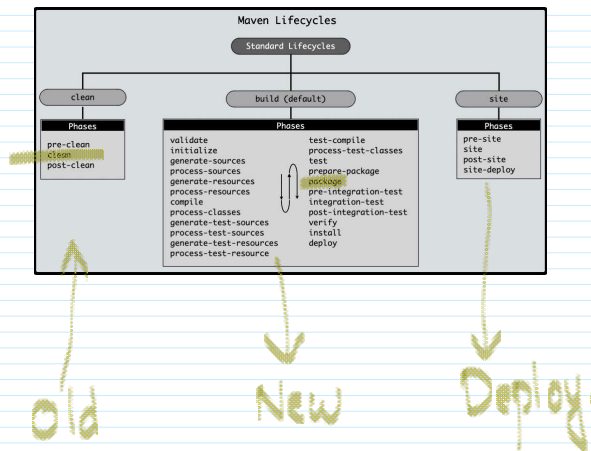 Maven Lifecycles
Standard Lifecycles
clean
build (default)
site
Phases
pre-clean
clean
post-clean
Phases
validate
initialize
generate-sources
process-sources
generate-resources
process-resources
compile
process-classes
generate-test-sources
process-test-sources
generate-test-resources
process-test-resource
test-compile
process-test-classes
test
prepare-package
package
pre-integration-test
integration-test
post-integration-test
verify
install
deploy
Phases
pre-site
site
post-site
site-deploy
Old
New
Deploy